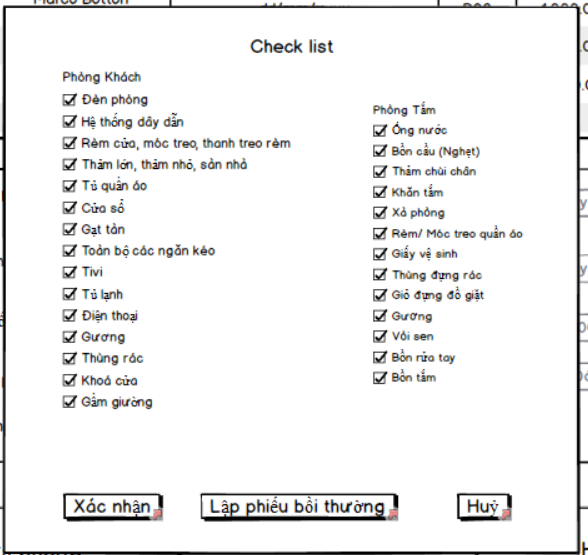 Check list
Phòng Khách
Đèn phòng
Hệ thống dây dẫn
Rèm cửa, móc treo, thanh treo rèm
Thảm lớn, thảm nhỏ, sàn nhà
Tủ quần áo
Cửa sổ
Gạt tàn
Toàn bộ các ngăn kéo
Tivi
Tủ lạnh
Điện thoại
Gương
Thùng rác
Khoá cửa
Gầm giường
Phòng Tắm
Ống nước
Bồn cầu (Nghẹt)
Thảm chùi chân
Khăn tắm
Xả phòng
Rèm/ Móc treo quần áo
Giấy vệ sinh
Thùng đựng rác
Giỏ đựng đồ giặt
Gương
Vòi sen
Bồn rửa tay
Bồn tắm
Xác nhận
Lập phiếu bồi thường
Huỷ